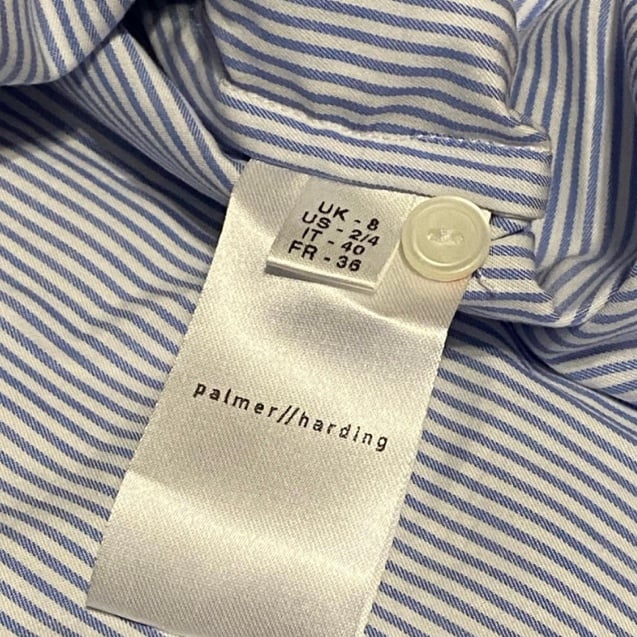 UK - 8
US - 2/4
IT - 40
FR - 36
palmer//harding